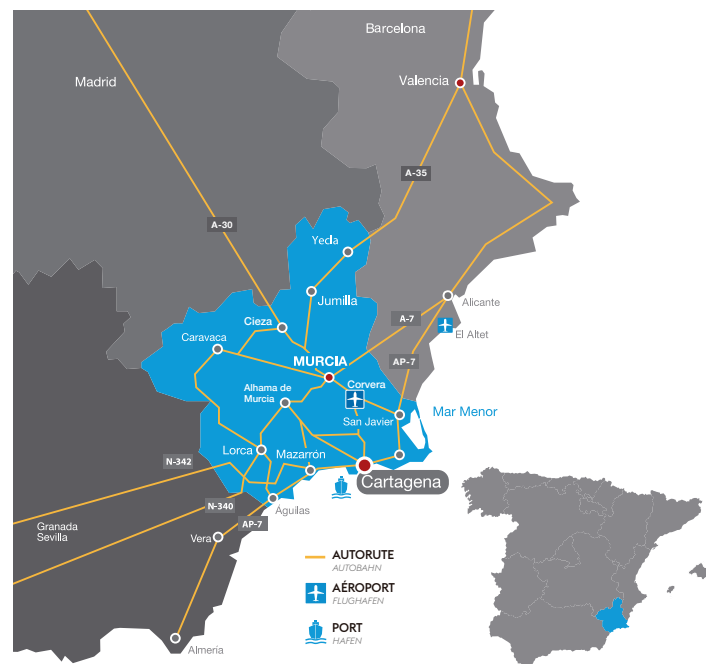 Barcelona
Madrid
Valencia
A-35
A-30
Yecla
Jumilla
Alicante
Cieza
A-7
El Altet
Caravaca
MURCIA
AP-7
Corvera
Alhama de
Murcia
Mar Menor
San Javier
Lorca
Mazarrón
N-342
Cartagena
N-340
Águilas
Granada
Sevilla
AP-7
Vera
AUTORUTE
AUTOBAHN
AÉROPORT
FLUGHAFEN
PORT
HAFEN
Almeria